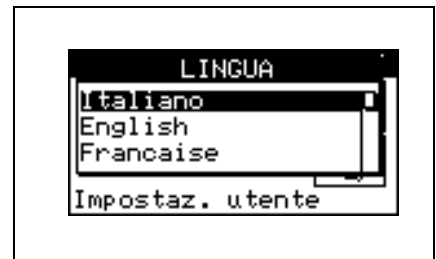 LINGUA
Italiano
English
Francaise
Impostaz. utente